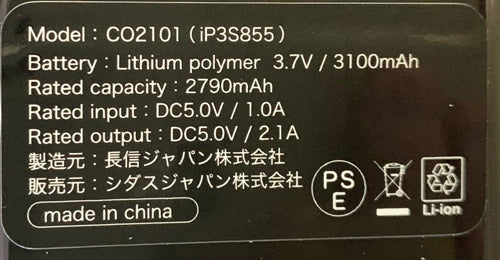 Model : CO2101 ( iP3S855 )
Battery : Lithium polymer 3.7V / 3100mAh
Rated capacity : 2790mAh
Rated input : DC5.0V / 1.0A
Rated output : DC5.0V / 2.1A
製造元 : 長信ジャパン株式会社
販売元 : シダスジャパン株式会社
PS
E
Li-ion
made in china